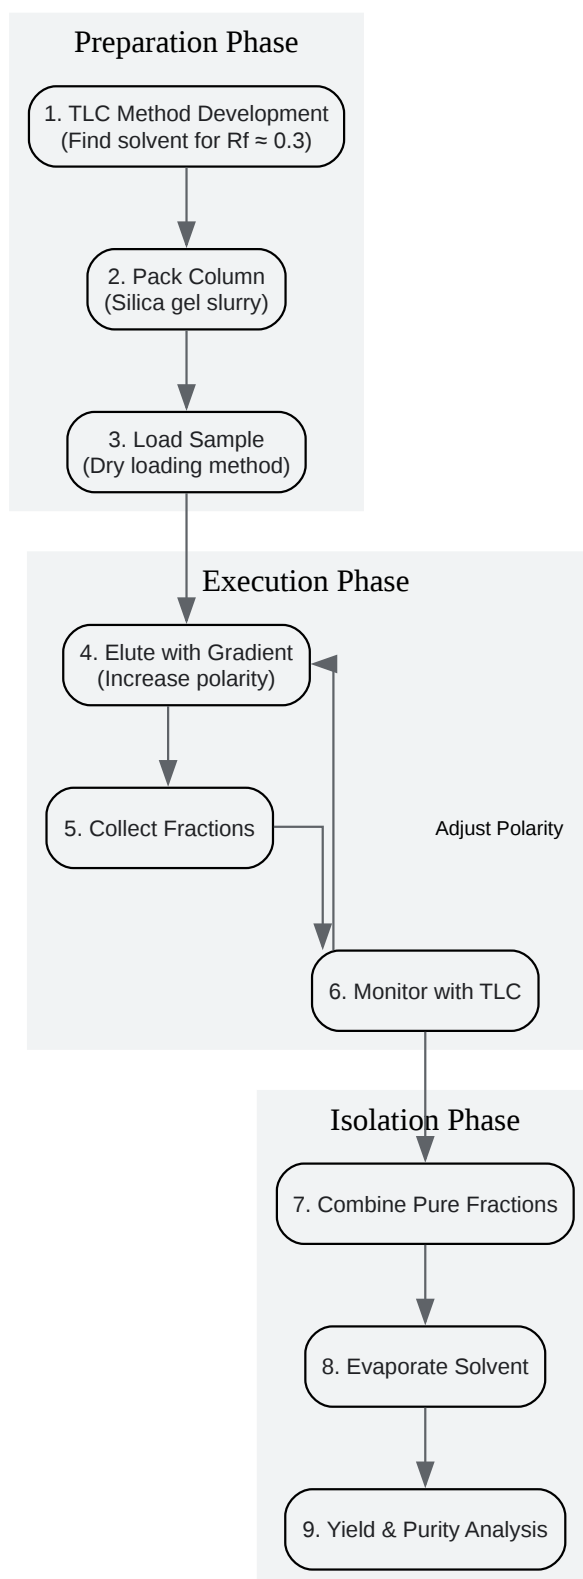 Preparation Phase
1. TLC Method Development
(Find solvent for Rf ≈ 0.3)
2. Pack Column
(Silica gel slurry)
3. Load Sample
(Dry loading method)
Execution Phase
4. Elute with Gradient
(Increase polarity)
5. Collect Fractions
Adjust Polarity
6. Monitor with TLC
Isolation Phase
7. Combine Pure Fractions
8. Evaporate Solvent
9. Yield & Purity Analysis